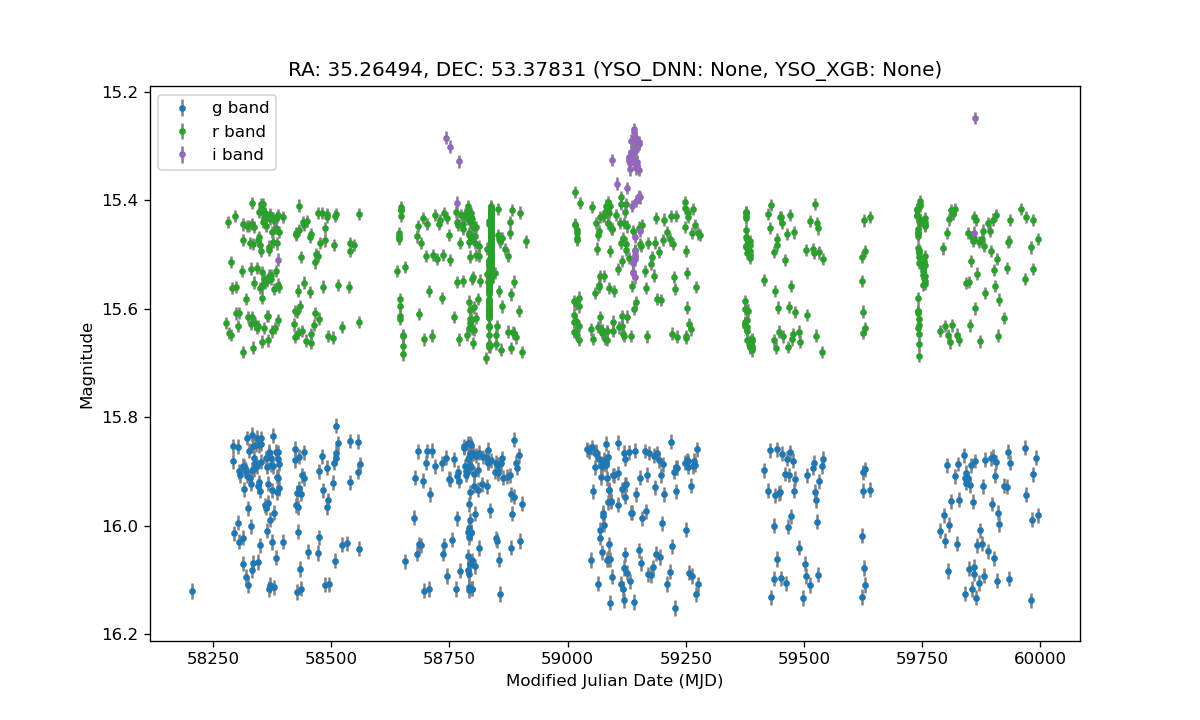 RA: 35.26494, DEC: 53.37831 (YSO_DNN: None, YSO_XGB: None)
g band
r band
i band
Magnitude
15.2
15.4
15.6
15.8
16.0
16.2
58250 58500 58750 59000 59250 59500 59750 60000
Modified Julian Date (MJD)